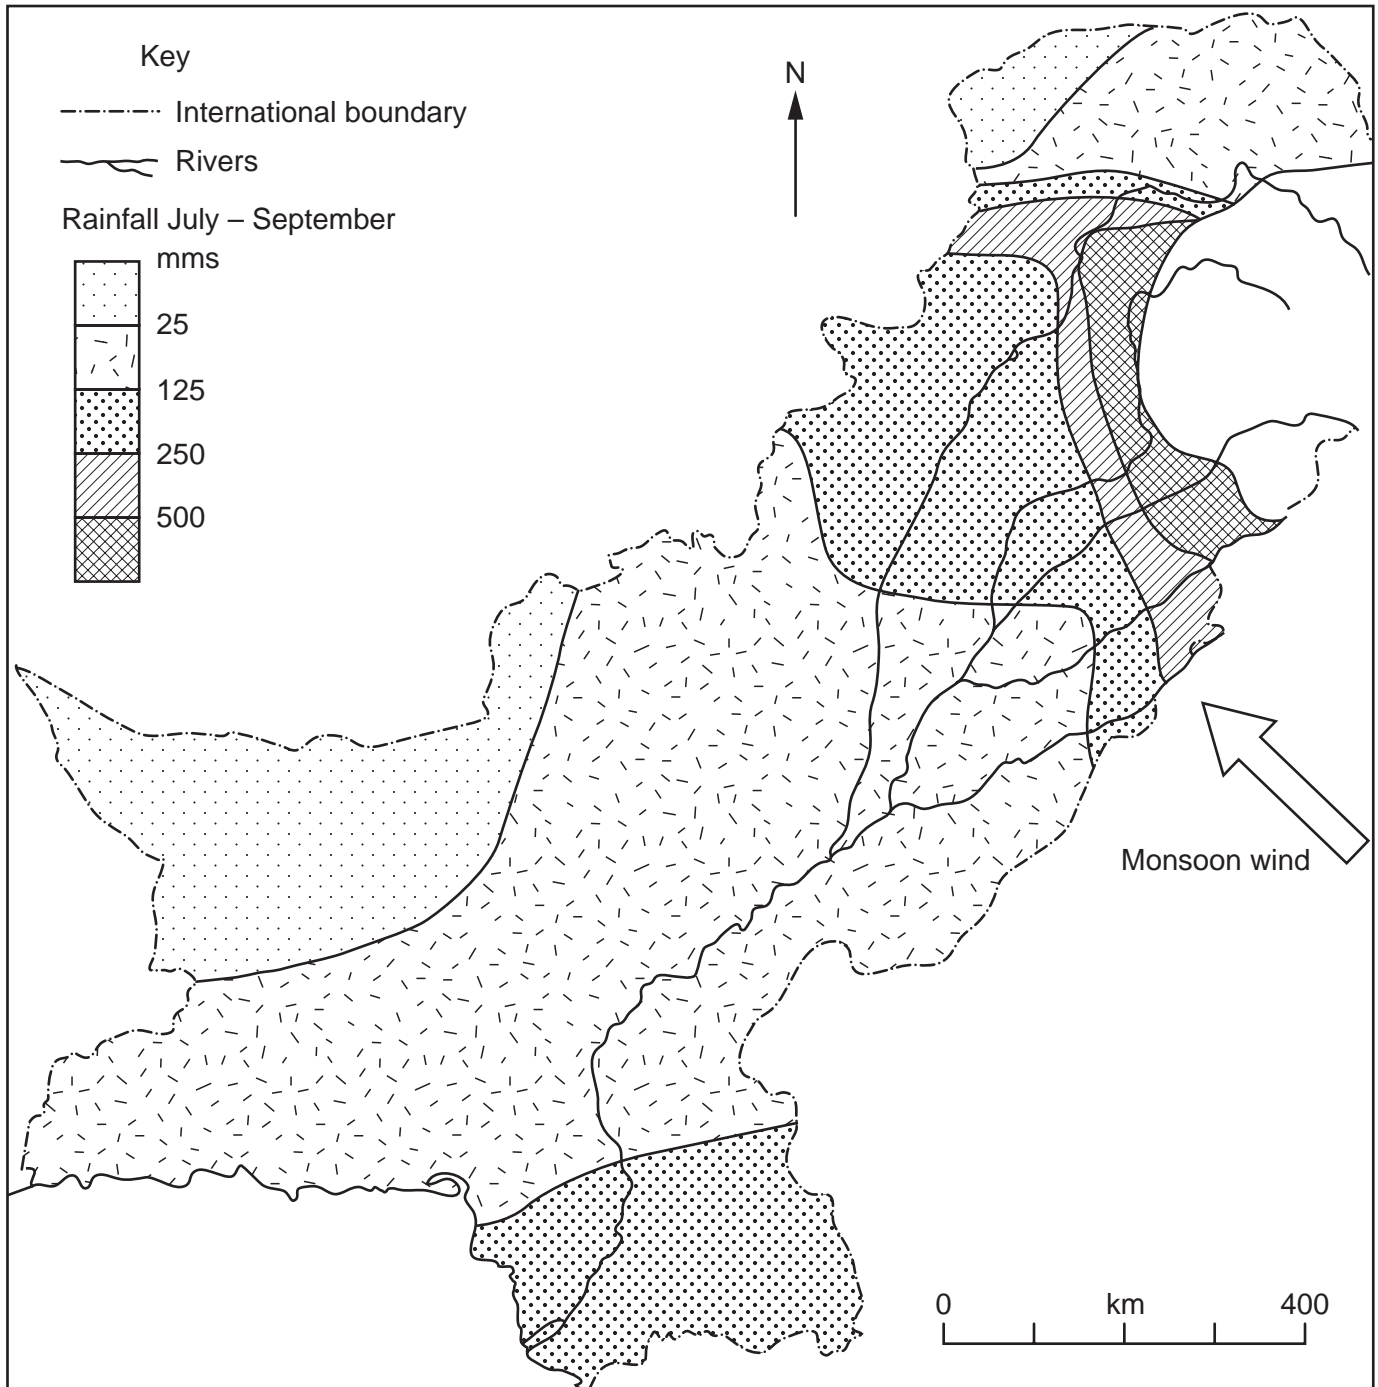 Key
International boundary
Rivers
Rainfall July – September
mms
25
125
250
500
N
Monsoon wind
0 km 400